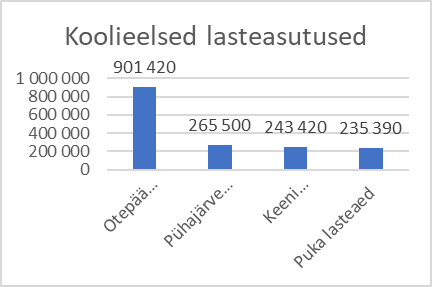 Koolieelsed lasteasutused
1 000 000
800 000
600 000
400 000
200 000
0
901 420
265 500
243 420
235 390
Otepää...
Pühajärve...
Keeni...
Puka lasteaed